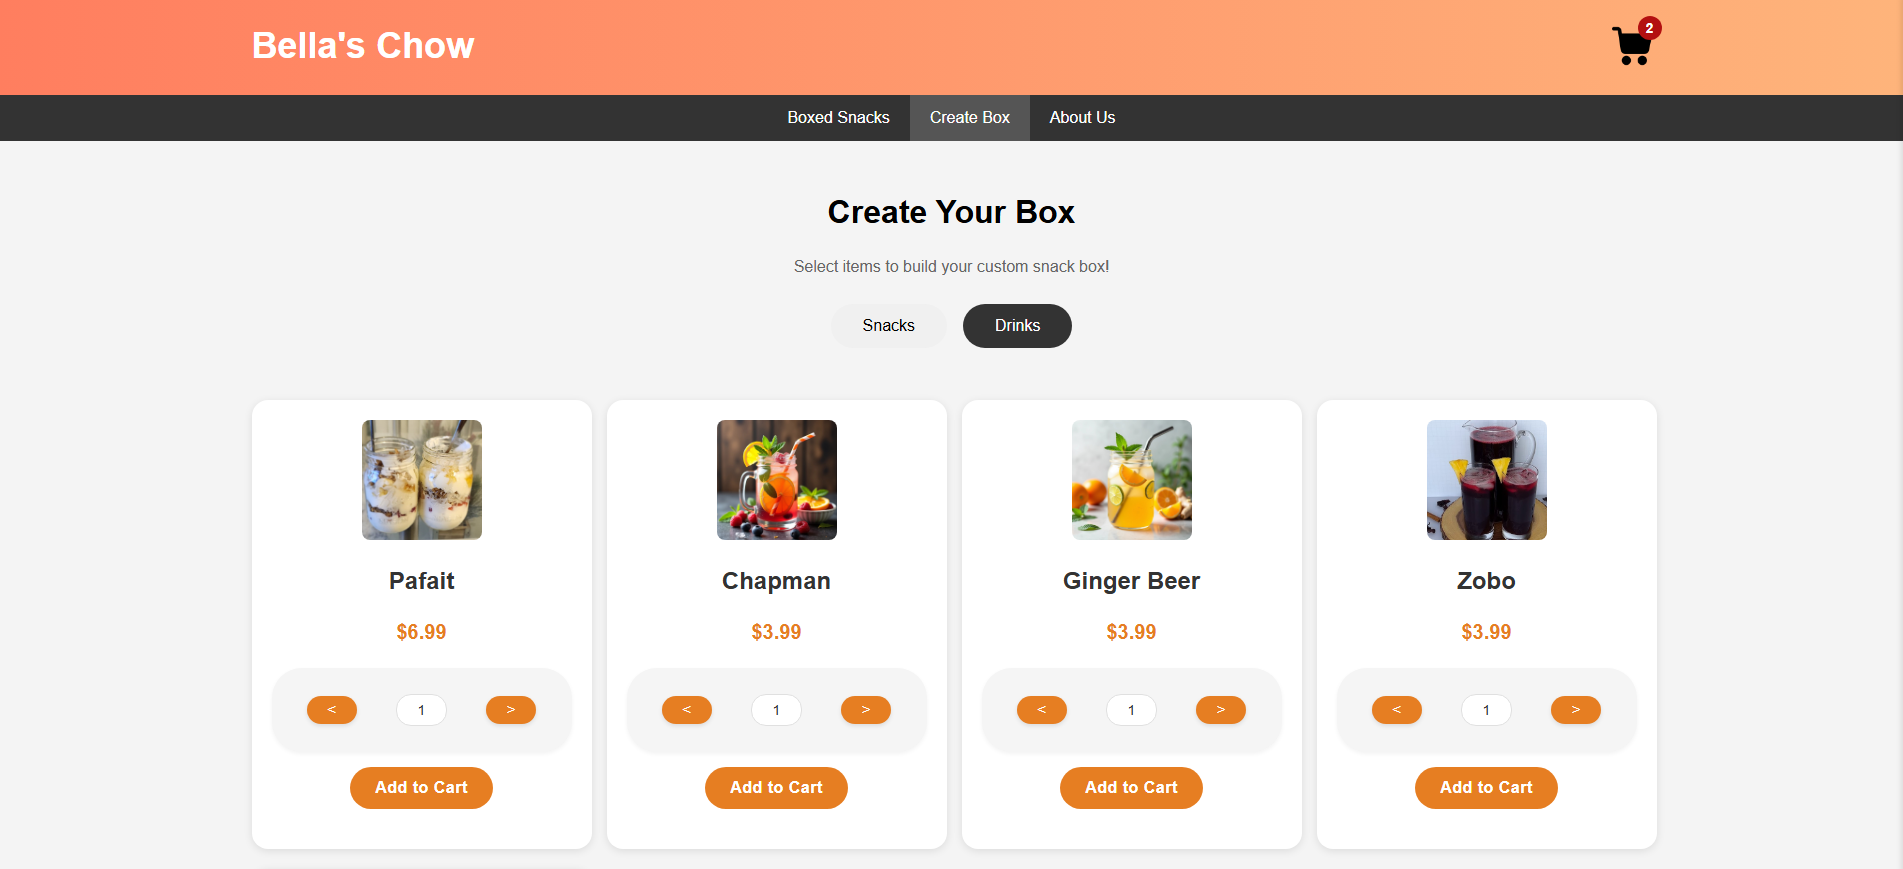 Bella's Chow
2
Boxed Snacks Create Box About Us
Create Your Box
Select items to build your custom snack box!
Snacks Drinks
Pafait Chapman Ginger Beer Zobo
$6.99 $3.99 $3.99 $3.99
< 1 > < 1 > < 1 > < 1 >
Add to Cart Add to Cart Add to Cart Add to Cart